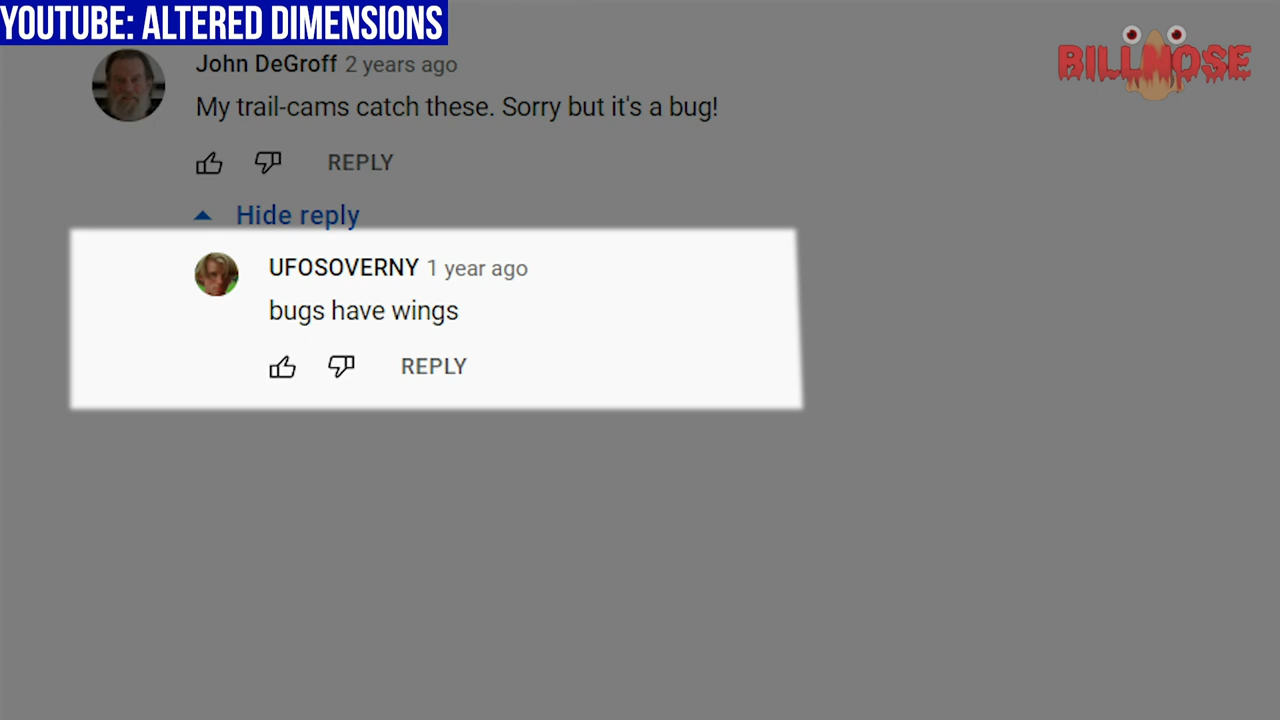 YOUTUBE: ALTERED DIMENSIONS
BILLNOSE
John DeGroff 2 years ago
My trail-cams catch these. Sorry but it's a bug!
REPLY
Hide reply
UFOSOVERNY 1 year ago
bugs have wings
REPLY